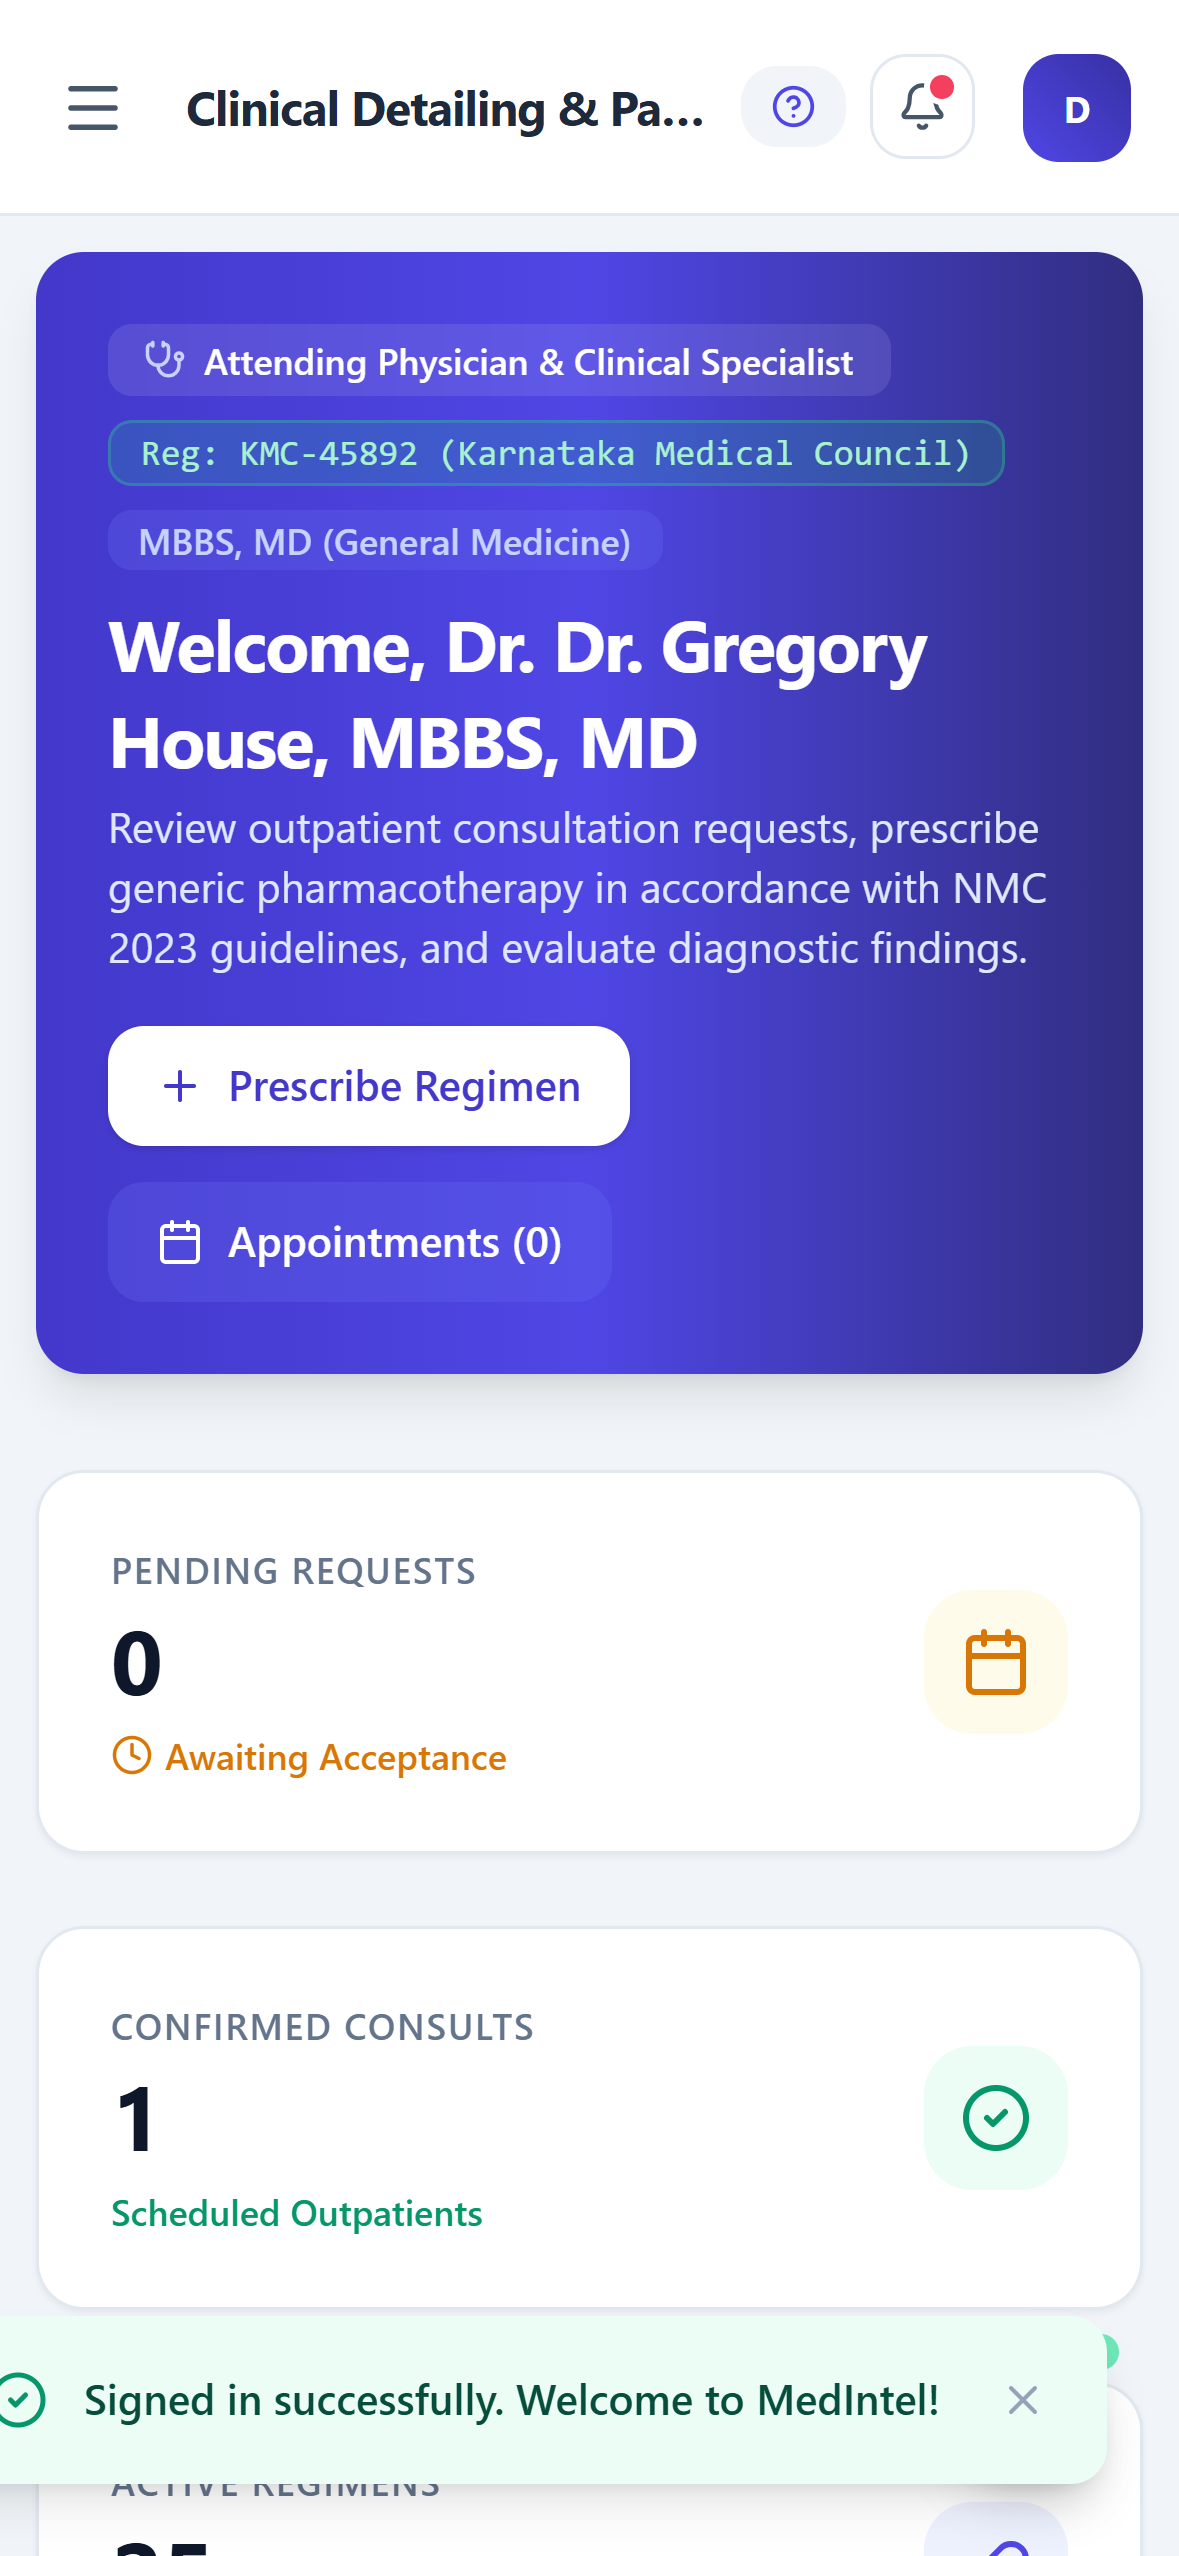 Clinical Detailing & Pa...
D
Attending Physician & Clinical Specialist
Reg: KMC-45892 (Karnataka Medical Council)
MBBS, MD (General Medicine)
Welcome, Dr. Dr. Gregory
House, MBBS, MD
Review outpatient consultation requests, prescribe
generic pharmacotherapy in accordance with NMC
2023 guidelines, and evaluate diagnostic findings.
Prescribe Regimen
Appointments (0)
PENDING REQUESTS
0
Awaiting Acceptance
CONFIRMED CONSULTS
1
Scheduled Outpatients
Signed in successfully. Welcome to MedIntel!
ACTIVE REGIMENS